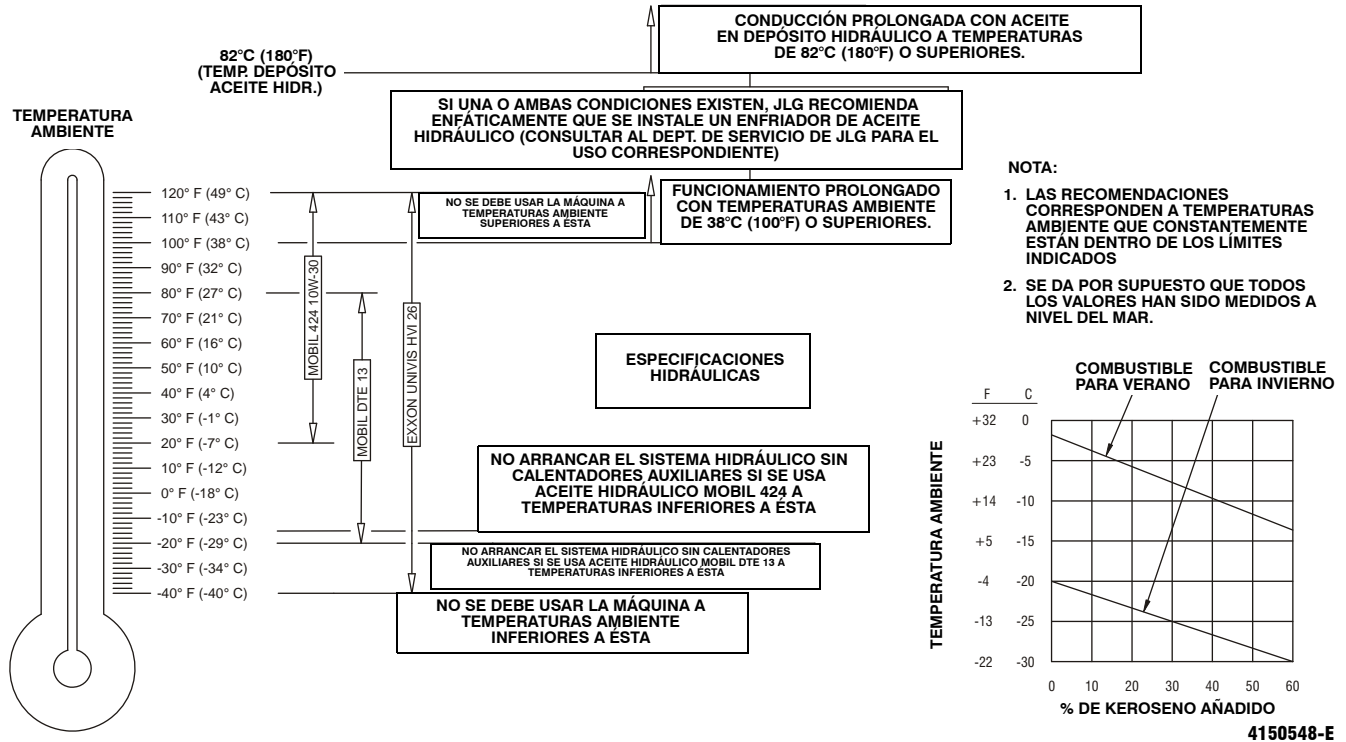 CONDUCCIÓN PROLONGADA CON ACEITE
EN DEPÓSITO HIDRÁULICO A TEMPERATURAS
DE 82°C (180°F) O SUPERIORES.
82°C (180°F)
(TEMP. DEPÓSITO
ACEITE HIDR.)
SI UNA O AMBAS CONDICIONES EXISTEN, JLG RECOMIENDA
ENFÁTICAMENTE QUE SE INSTALE UN ENFRIADOR DE ACEITE
HIDRÁULICO (CONSULTAR AL DEPT. DE SERVICIO DE JLG PARA EL
USO CORRESPONDIENTE)
TEMPERATURA
AMBIENTE
120° F (49° C)
110° F (43° C)
100° F (38° C)
90° F (32° C)
80° F (27° C)
70° F (21° C)
60° F (16° C)
50° F (10° C)
40° F (4° C)
30° F (-1° C)
20° F (-7° C)
10° F (-12° C)
0° F (-18° C)
-10° F (-23° C)
-20° F (-29° C)
-30° F (-34° C)
-40° F (-40° C)
MOBIL 424 10W-30
MOBIL DTE 13
EXXON UNIVIS HVI 26
NO SE DEBE USAR LA MÁQUINA A
TEMPERATURAS AMBIENTE
SUPERIORES A ÉSTA
FUNCIONAMIENTO PROLONGADO
CON TEMPERATURAS AMBIENTE
DE 38°C (100°F) O SUPERIORES.
ESPECIFICACIONES
HIDRÁULICAS
NO ARRANCAR EL SISTEMA HIDRÁULICO SIN
CALENTADORES AUXILIARES SI SE USA
ACEITE HIDRÁULICO MOBIL 424 A
TEMPERATURAS INFERIORES A ÉSTA
NO ARRANCAR EL SISTEMA HIDRÁULICO SIN CALENTADORES
AUXILIARES SI SE USA ACEITE HIDRÁULICO MOBIL DTE 13 A
TEMPERATURAS INFERIORES A ÉSTA
NO SE DEBE USAR LA MÁQUINA A
TEMPERATURAS AMBIENTE
INFERIORES A ÉSTA
NOTA:
1. LAS RECOMENDACIONES
CORRESPONDEN A TEMPERATURAS
AMBIENTE QUE CONSTANTEMENTE
ESTÁN DENTRO DE LOS LÍMITES
INDICADOS
2. SE DA POR SUPUESTO QUE TODOS
LOS VALORES HAN SIDO MEDIDOS A
NIVEL DEL MAR.
COMBUSTIBLE
PARA VERANO
COMBUSTIBLE
PARA INVIERNO
F C
+32 0
+23 -5
+14 -10
+5 -15
-4 -20
-13 -25
-22 -30
TEMPERATURA AMBIENTE
0 10 20 30 40 50 60
% DE KEROSENO AÑADIDO
4150548-E